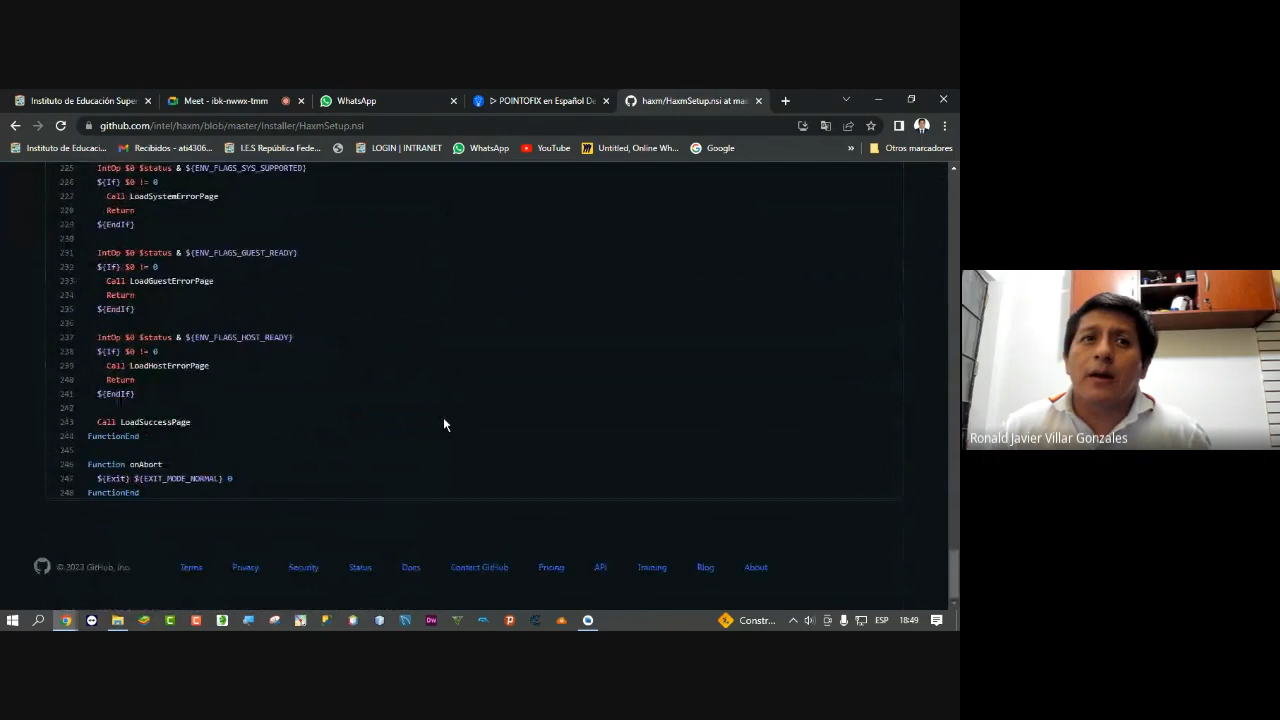 Instituto de Educación Super
Meet - ibk-nwwx-tmm
WhatsApp
▷ POINTOFIX en Español De
haxm/HaxmSetup.nsi at mas
github.com/intel/haxm/blob/master/Installer/HaxmSetup.nsi
Instituto de Educaci...
Recibidos - ati4306...
I.E.S República Fede...
LOGIN | INTRANET
WhatsApp
YouTube
Untitled, Online Wh...
Google
»
Otros marcadores
225 IntOp $0 $status & ${ENV_FLAGS_SYS_SUPPORTED}
226 ${If} $0 != 0
227 Call LoadSystemErrorPage
228 Return
229 ${EndIf}
230
231 IntOp $0 $status & ${ENV_FLAGS_GUEST_READY}
232 ${If} $0 != 0
233 Call LoadGuestErrorPage
234 Return
235 ${EndIf}
236
237 IntOp $0 $status & ${ENV_FLAGS_HOST_READY}
238 ${If} $0 != 0
239 Call LoadHostErrorPage
240 Return
241 ${EndIf}
242
243 Call LoadSuccessPage
244 FunctionEnd
245
246 Function onAbort
247 ${Exit} ${EXIT_MODE_NORMAL} 0
248 FunctionEnd
© 2023 GitHub, Inc.
Terms
Privacy
Security
Status
Docs
Contact GitHub
Pricing
API
Training
Blog
About
Ronald Javier Villar Gonzales
Dw
Constr...
ESP
18:49